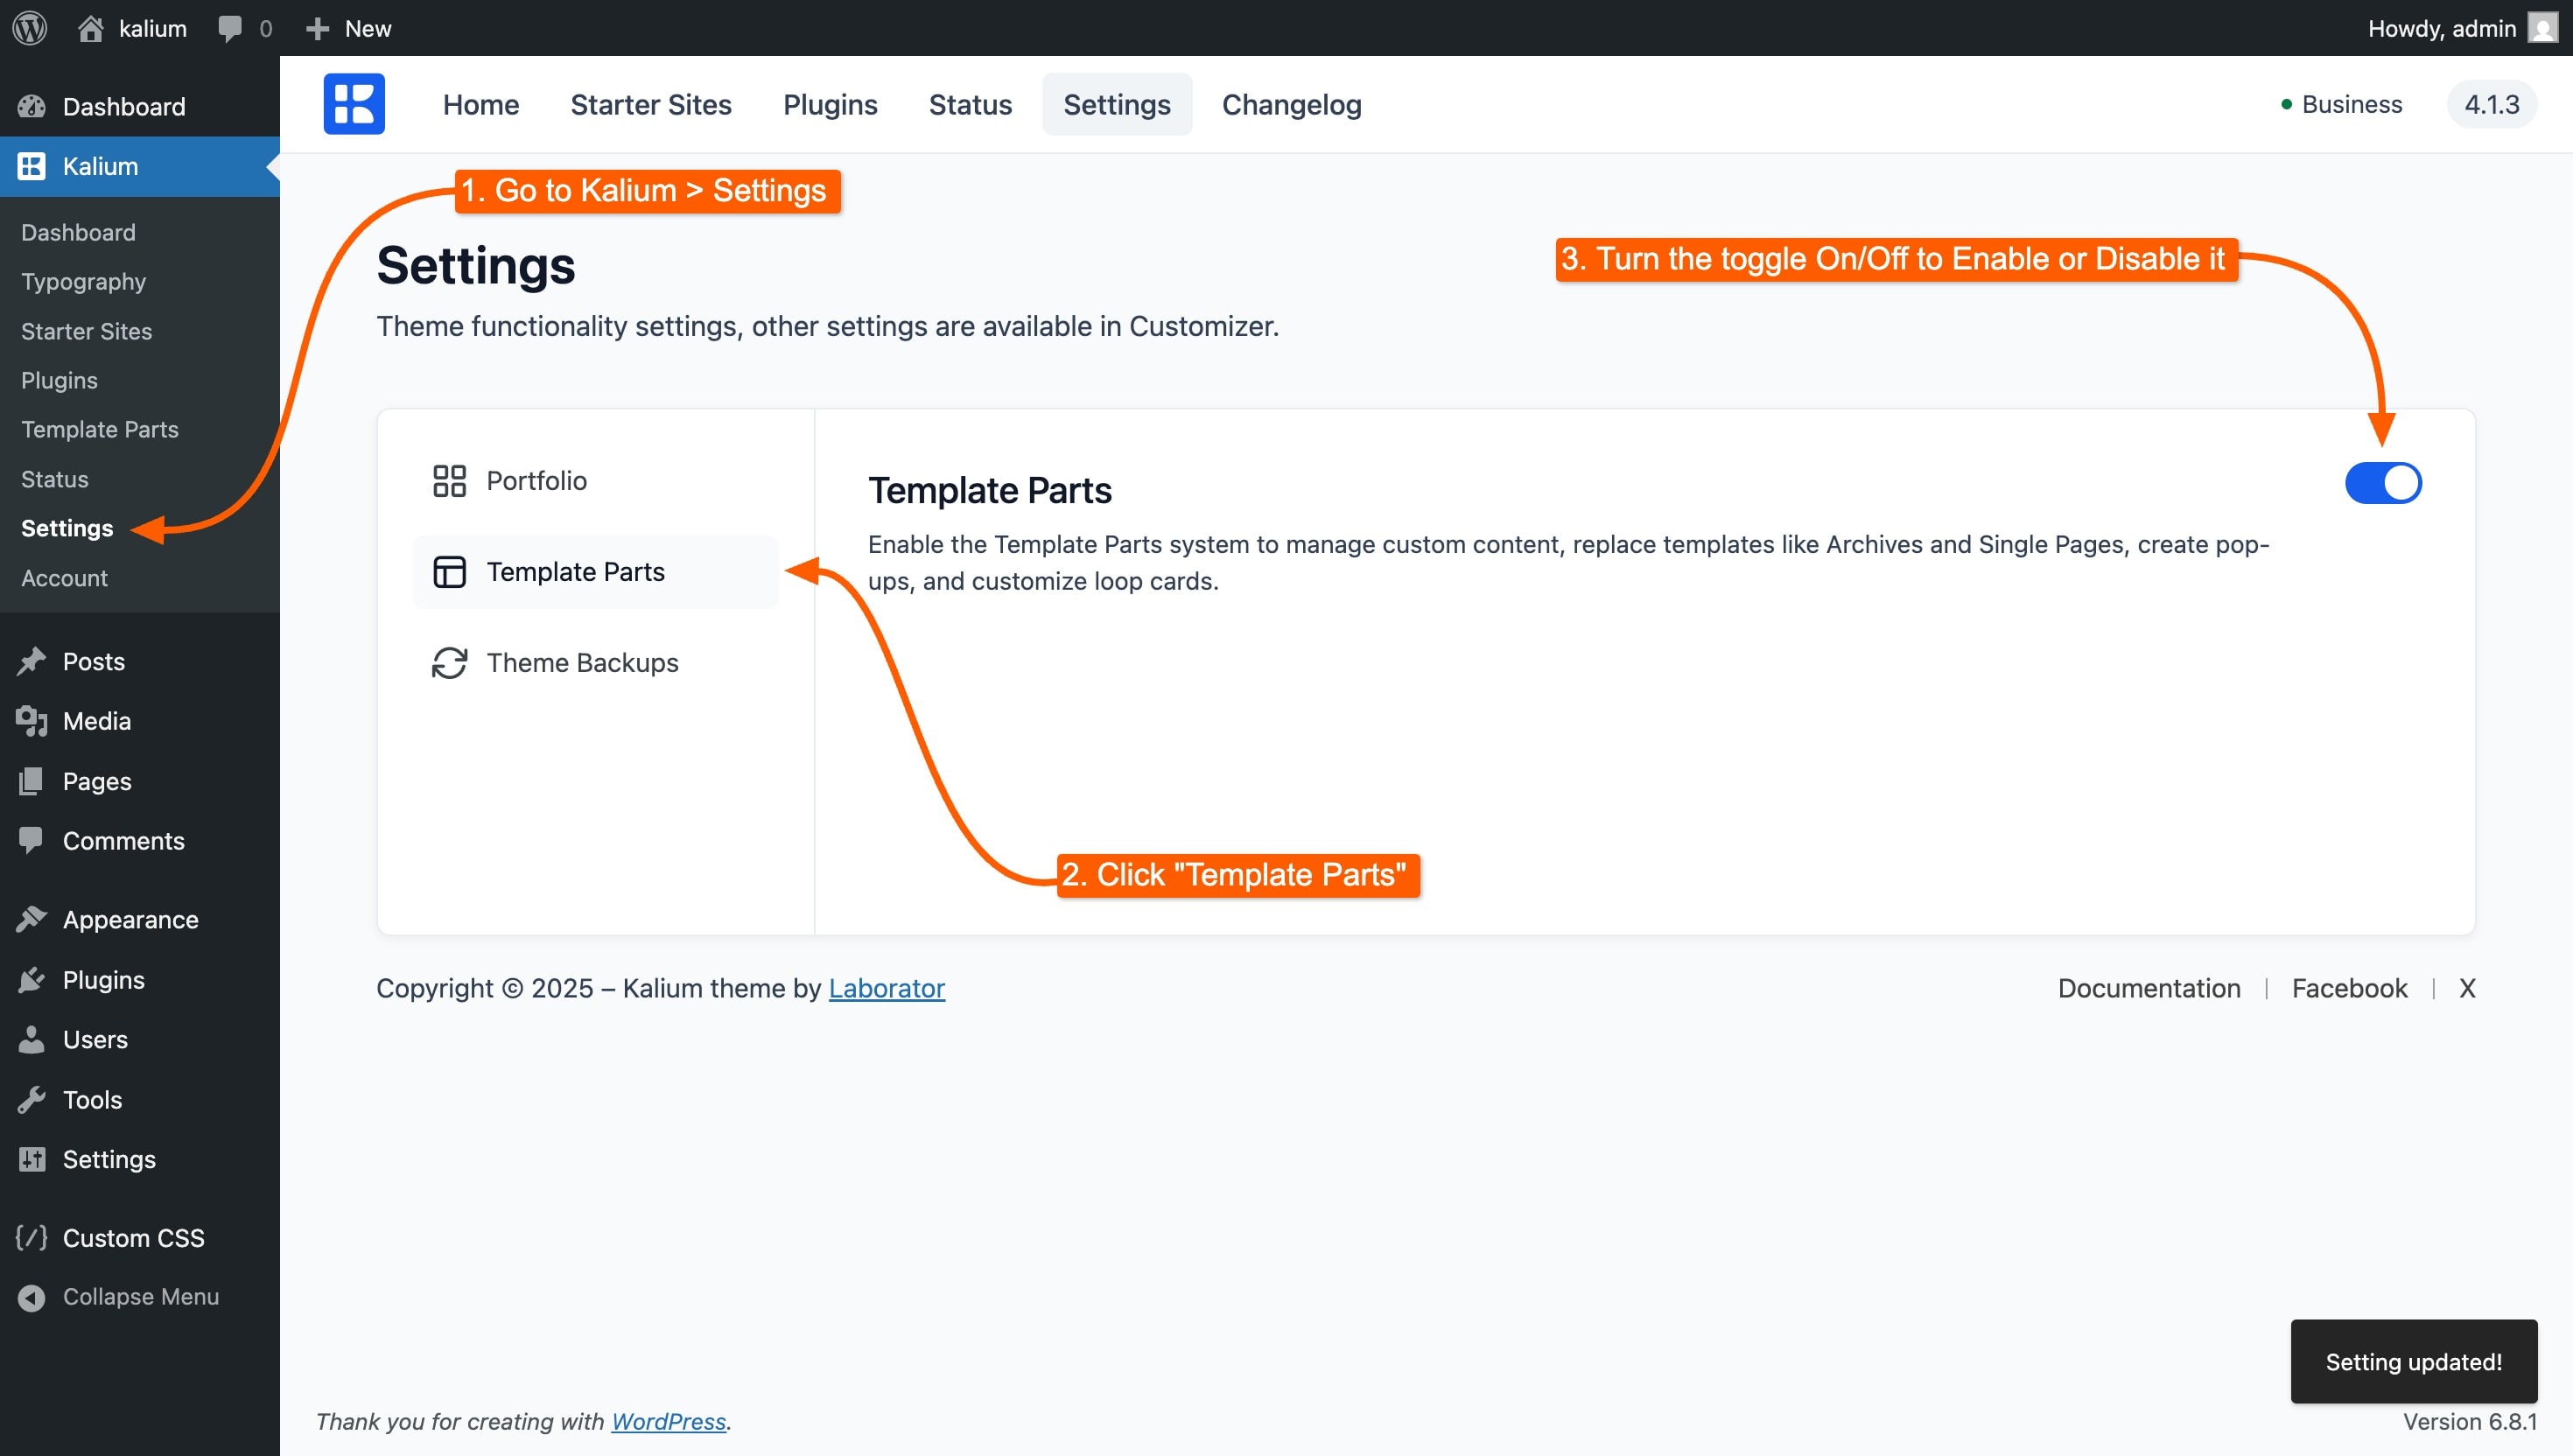 kalium
0
New
Howdy, admin
Dashboard
Kalium
Dashboard
Typography
Starter Sites
Plugins
Template Parts
Status
Settings
Account
Posts
Media
Pages
Comments
Appearance
Plugins
Users
Tools
Settings
Custom CSS
Collapse Menu
Home
Starter Sites
Plugins
Status
Settings
Changelog
Business
4.1.3
1. Go to Kalium > Settings
Settings
Theme functionality settings, other settings are available in Customizer.
3. Turn the toggle On/Off to Enable or Disable it
Portfolio
Template Parts
Theme Backups
Template Parts
Enable the Template Parts system to manage custom content, replace templates like Archives and Single Pages, create pop-
ups, and customize loop cards.
2. Click "Template Parts"
Copyright © 2025 – Kalium theme by Laborator
Documentation | Facebook | X
Setting updated!
Thank you for creating with WordPress.
Version 6.8.1